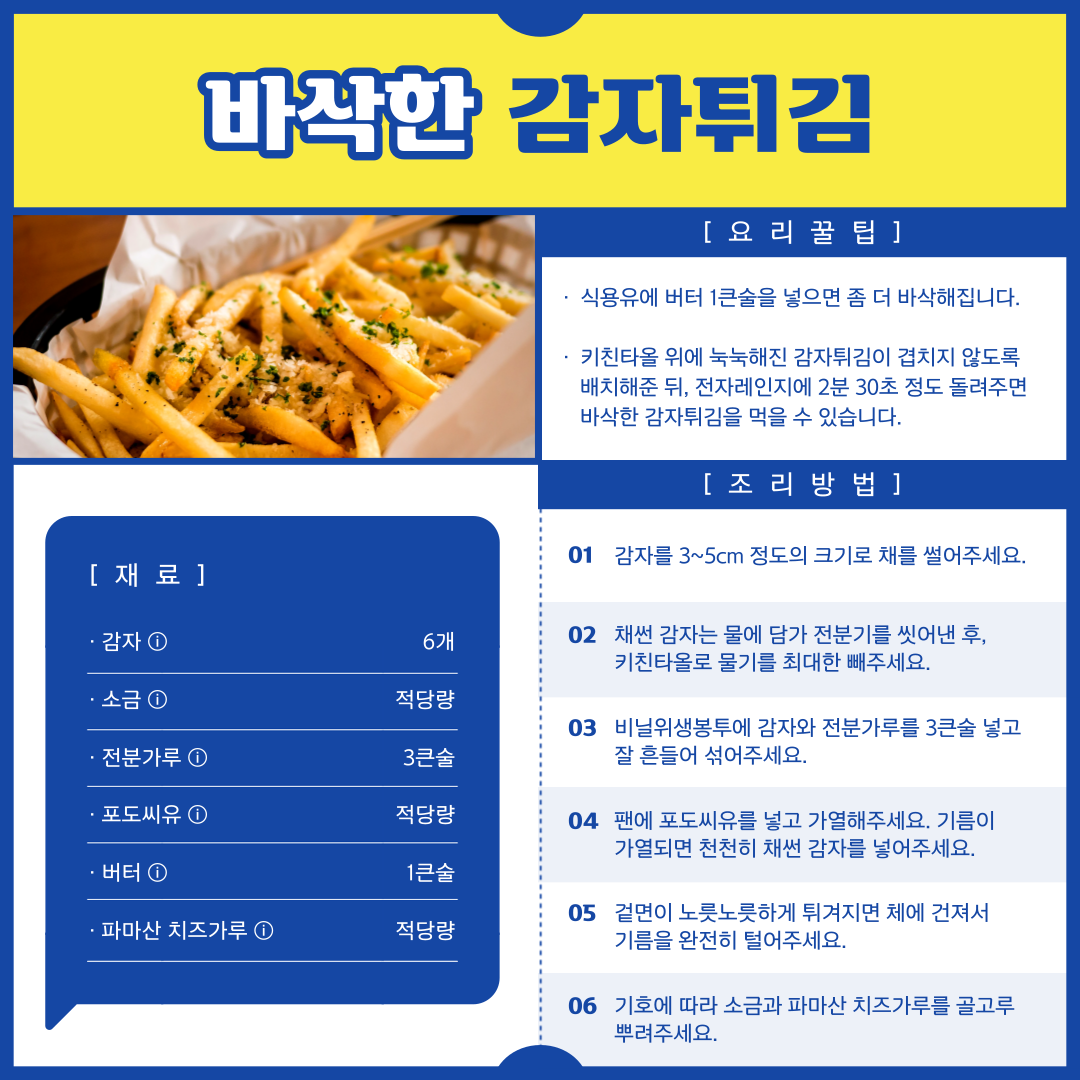 바삭한 감자튀김
[ 요 리 꿀 팁 ]
· 식용유에 버터 1큰술을 넣으면 좀 더 바삭해집니다.
· 키친타올 위에 눅눅해진 감자튀김이 겹치지 않도록
배치해준 뒤, 전자레인지에 2분 30초 정도 돌려주면
바삭한 감자튀김을 먹을 수 있습니다.
[ 재 료 ]
· 감자 ⓘ 6개
· 소금 ⓘ 적당량
· 전분가루 ⓘ 3큰술
· 포도씨유 ⓘ 적당량
· 버터 ⓘ 1큰술
· 파마산 치즈가루 ⓘ 적당량
[ 조 리 방 법 ]
01 감자를 3~5cm 정도의 크기로 채를 썰어주세요.
02 채썬 감자는 물에 담가 전분기를 씻어낸 후,
키친타올로 물기를 최대한 빼주세요.
03 비닐위생봉투에 감자와 전분가루를 3큰술 넣고
잘 흔들어 섞어주세요.
04 팬에 포도씨유를 넣고 가열해주세요. 기름이
가열되면 천천히 채썬 감자를 넣어주세요.
05 겉면이 노릇노릇하게 튀겨지면 체에 건져서
기름을 완전히 털어주세요.
06 기호에 따라 소금과 파마산 치즈가루를 골고루
뿌려주세요.